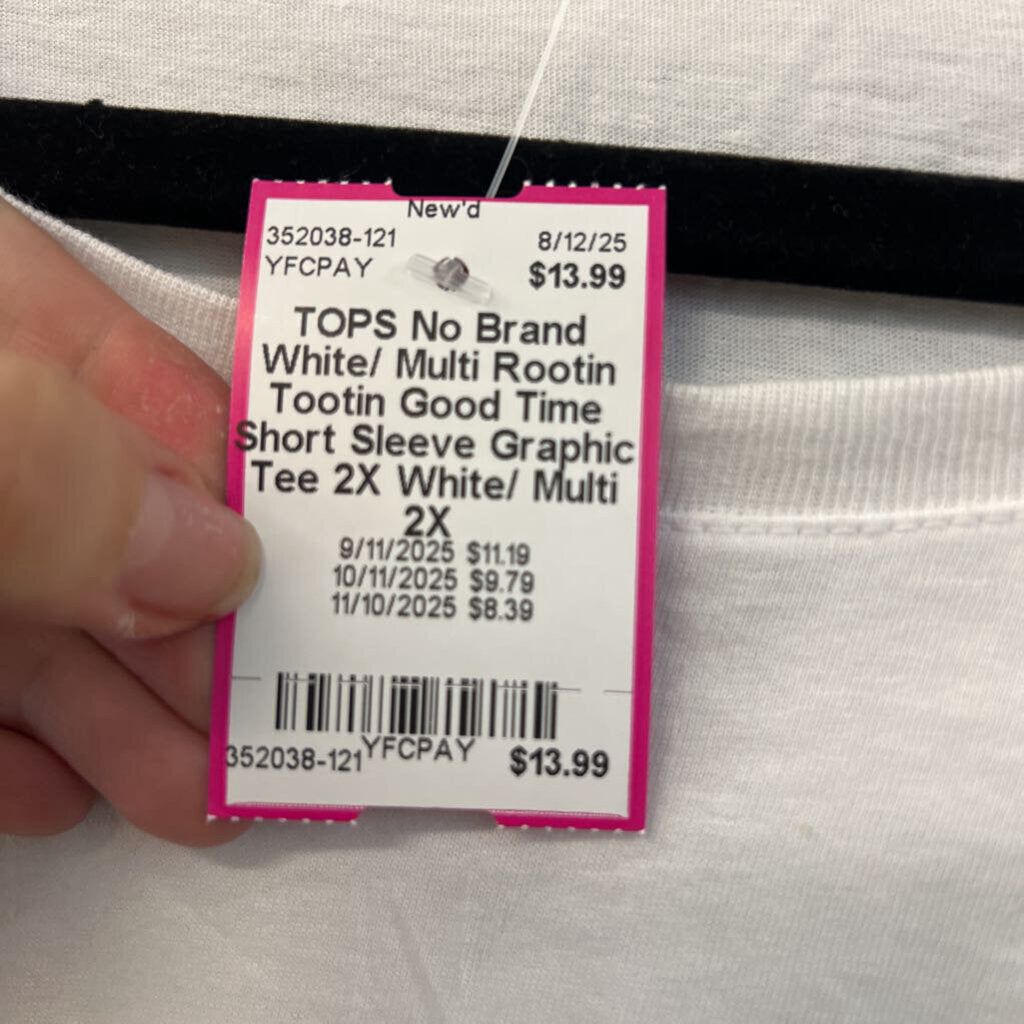 New'd
352038-121 8/12/25
YFCPAY $13.99
TOPS No Brand
White/ Multi Rootin
Tootin Good Time
Short Sleeve Graphic
Tee 2X White/ Multi
2X
9/11/2025 $11.19
10/11/2025 $9.79
11/10/2025 $8.39
352038-121 YFCPAY $13.99